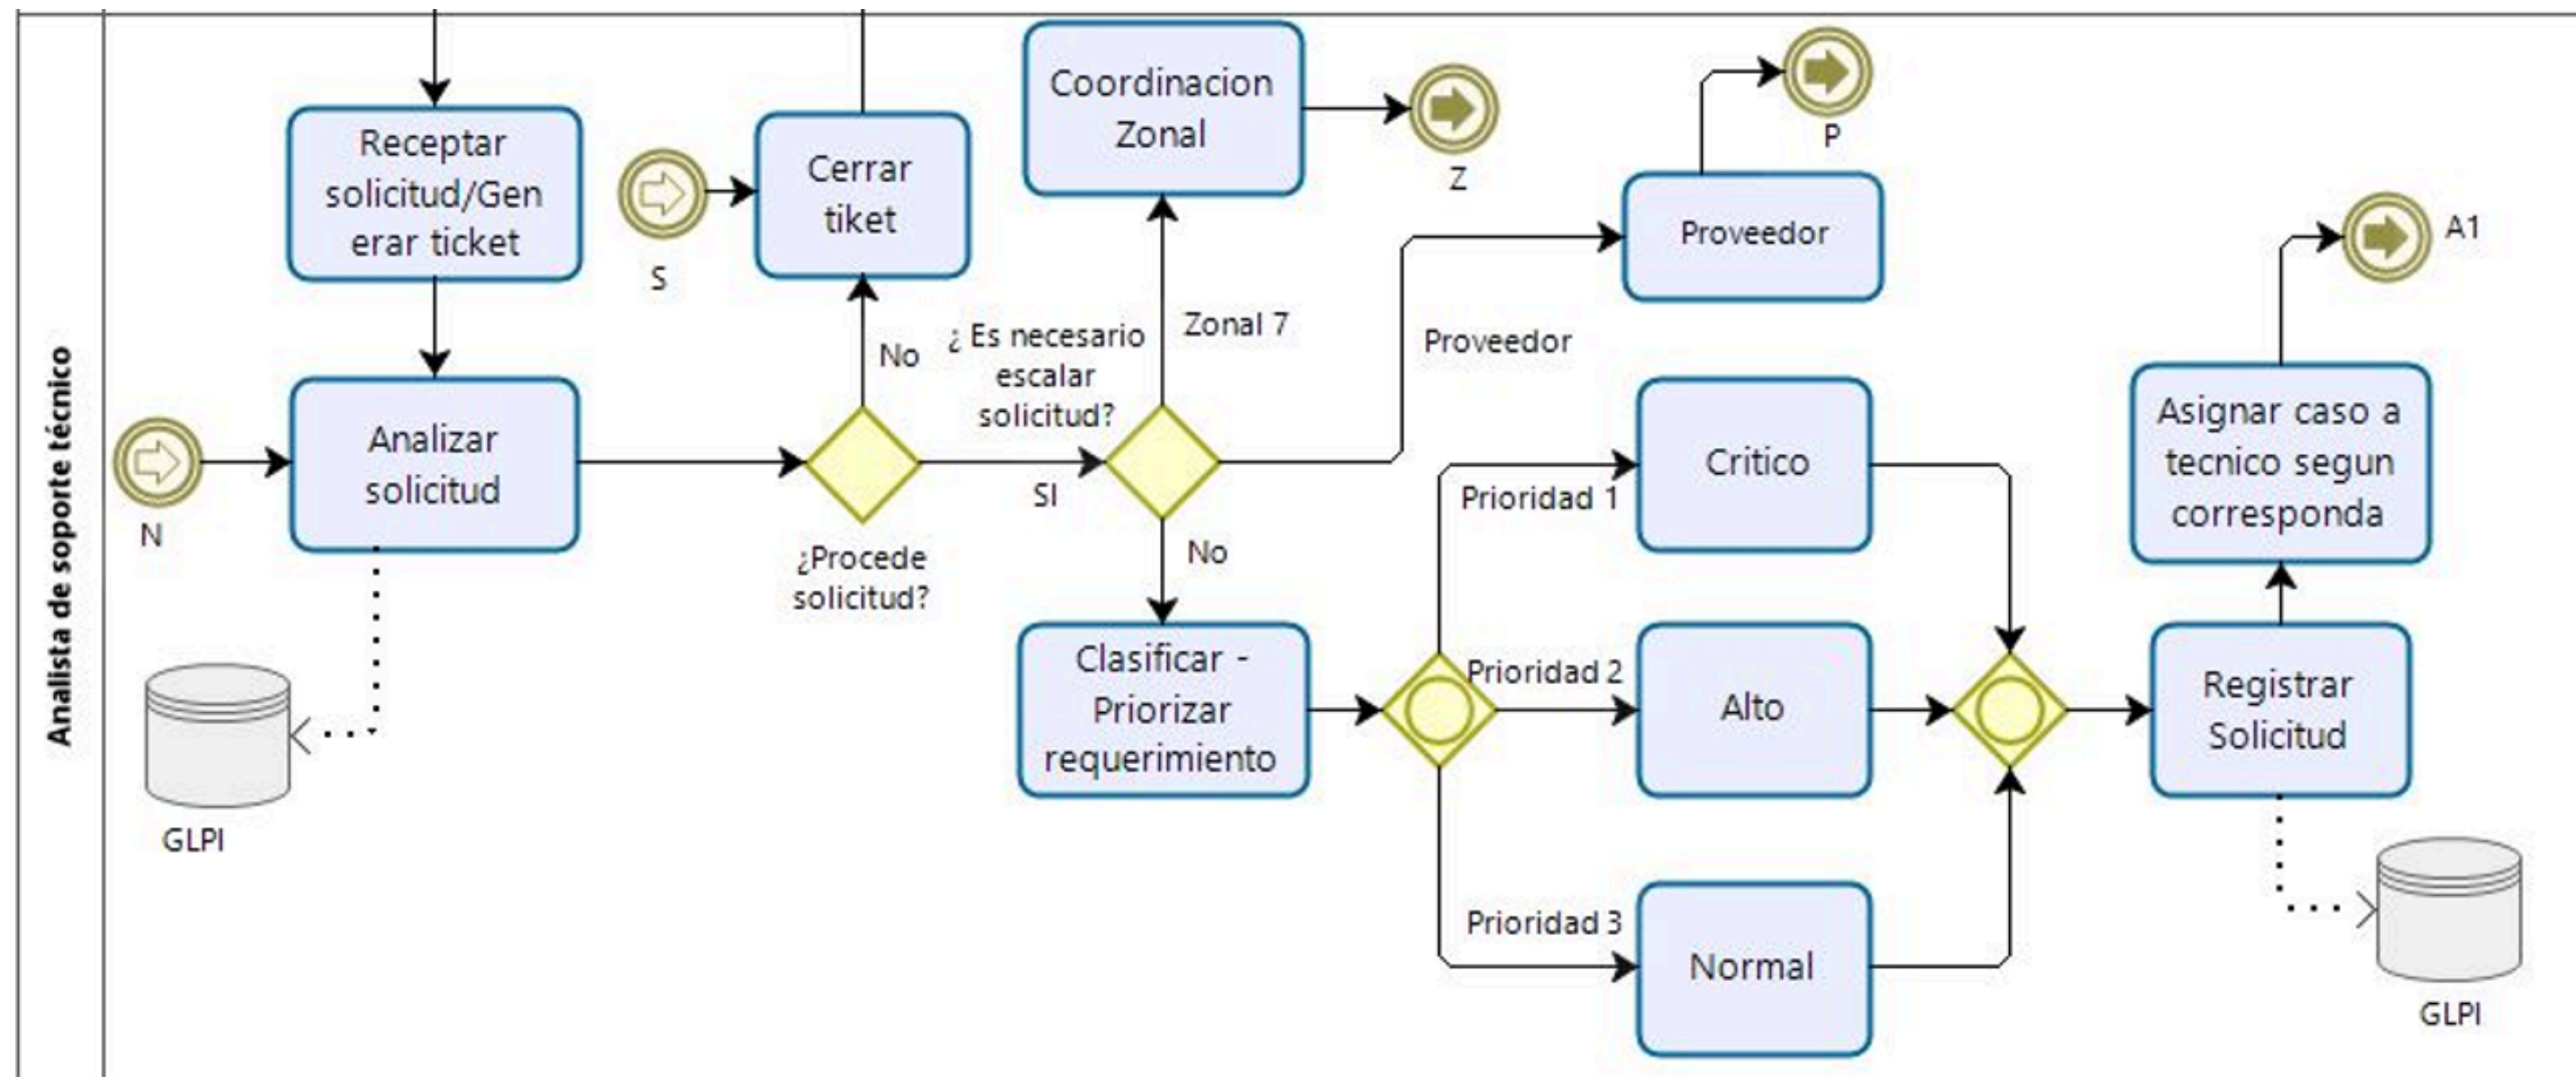 Analista de soporte técnico
Receptar
solicitud/Gen
erar ticket
S
Cerrar
tiket
Coordinacion
Zonal
Z
P
Proveedor
A1
N
Analizar
solicitud
GLPI
No
¿Procede
solicitud?
SI
¿ Es necesario
escalar
solicitud?
Zonal 7
Proveedor
No
Clasificar -
Priorizar
requerimiento
Prioridad 1
Critico
Prioridad 2
Alto
Prioridad 3
Normal
Asignar caso a
tecnico segun
corresponda
Registrar
Solicitud
GLPI